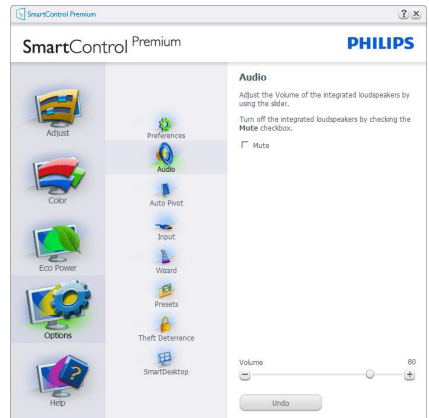 SmartControl Premium
SmartControl Premium
PHILIPS
Adjust
Color
Eco Power
Options
Help
Preferences
Audio
Auto Pivot
Input
Wizard
Presets
Theft Deterrence
SmartDesktop
Audio
Adjust the Volume of the integrated loudspeakers by
using the slider.
Turn off the integrated loudspeakers by checking the
Mute checkbox.
Mute
Volume 80
Undo